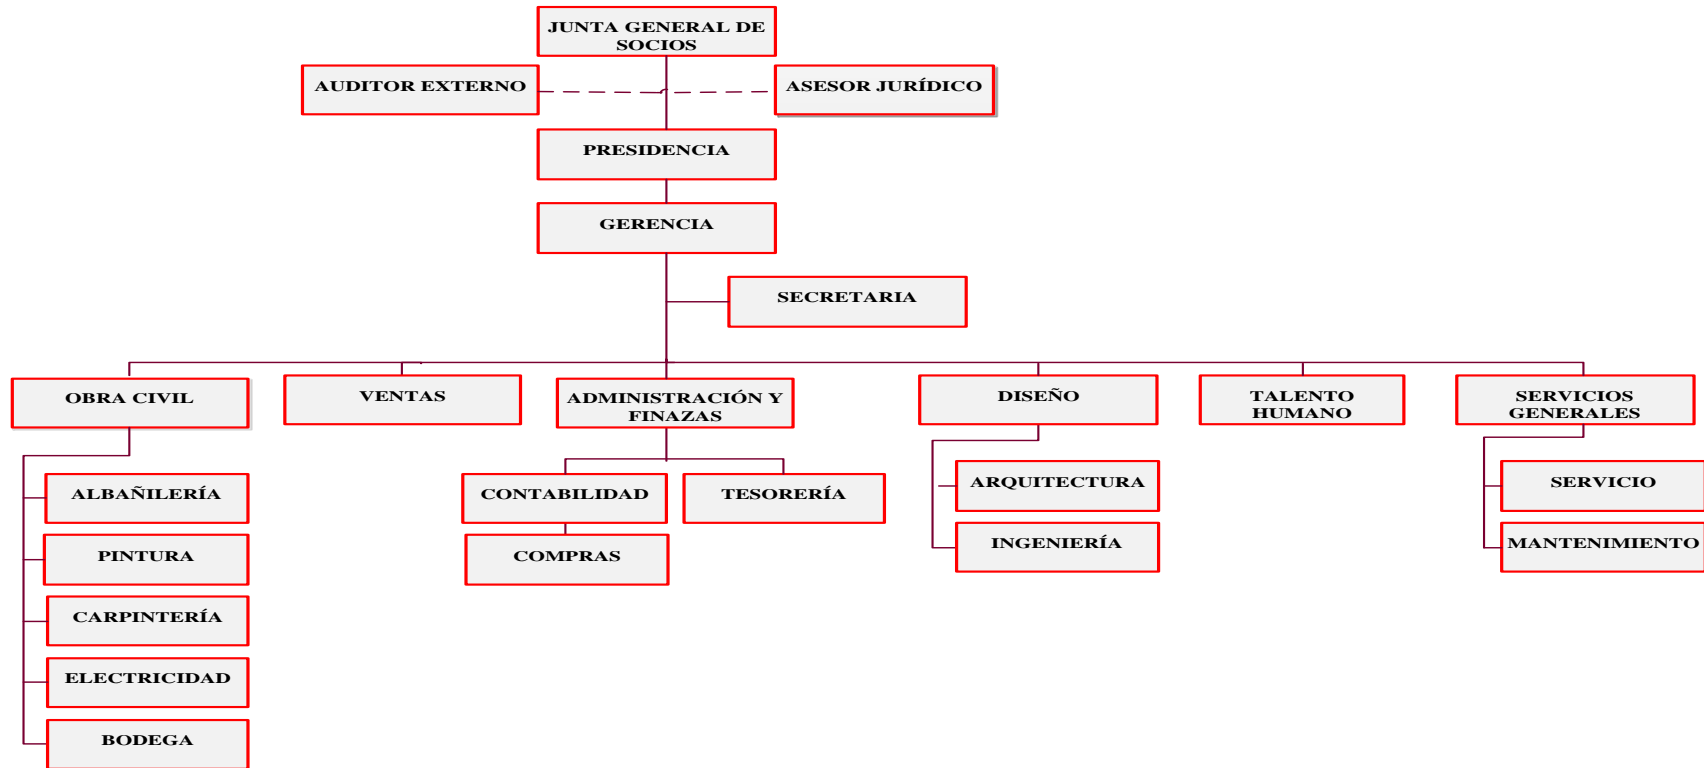 JUNTA GENERAL DE
SOCIOS
AUDITOR EXTERNO
ASESOR JURÍDICO
PRESIDENCIA
GERENCIA
SECRETARIA
OBRA CIVIL
VENTAS
ADMINISTRACIÓN Y
FINAZAS
DISEÑO
TALENTO
HUMANO
SERVICIOS
GENERALES
ALBAÑILERÍA
PINTURA
CARPINTERÍA
ELECTRICIDAD
BODEGA
CONTABILIDAD
TESORERÍA
COMPRAS
ARQUITECTURA
INGENIERÍA
SERVICIO
MANTENIMIENTO